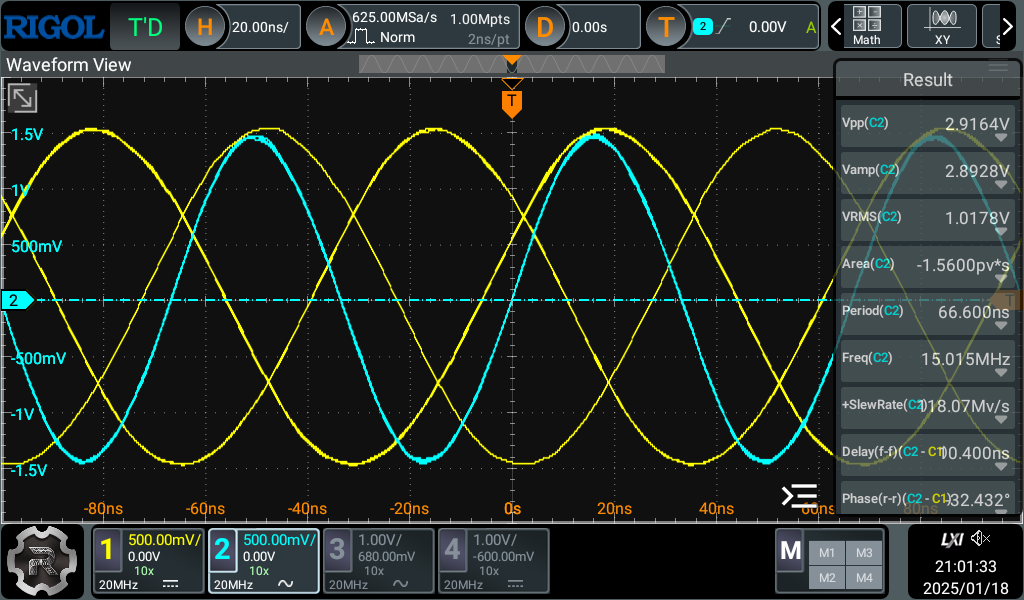 RIGOL T'D H 20.00ns/ A 625.00MSa/s 1.00Mpts Norm 2ns/pt D 0.00s T 2 0.00V A Math XY
Waveform View
T
Result
1.5V
1V
500mV
2
-500mV
-1V
-1.5V
Vpp(C2) 2.9164V
Vamp(C2) 2.8928V
VRMS(C2) 1.0178V
Area(C2) -1.5600pv*s
Period(C2) 66.600ns
Freq(C2) 15.015MHz
+SlewRate(C2) 118.07Mv/s
Delay(f-f)(C2 - C1) 00.400ns
Phase(r-r)(C2 - C1) 32.432°
-80ns -60ns -40ns -20ns 0s 20ns 40ns 60ns 80ns
1 500.00mV/ 0.00V 10x 20MHz
2 500.00mV/ 0.00V 10x 20MHz
3 1.00V/ 680.00mV 10x 20MHz
4 1.00V/ -600.00mV 10x 20MHz
M M1 M3 M2 M4
LXI
21:01:33
2025/01/18